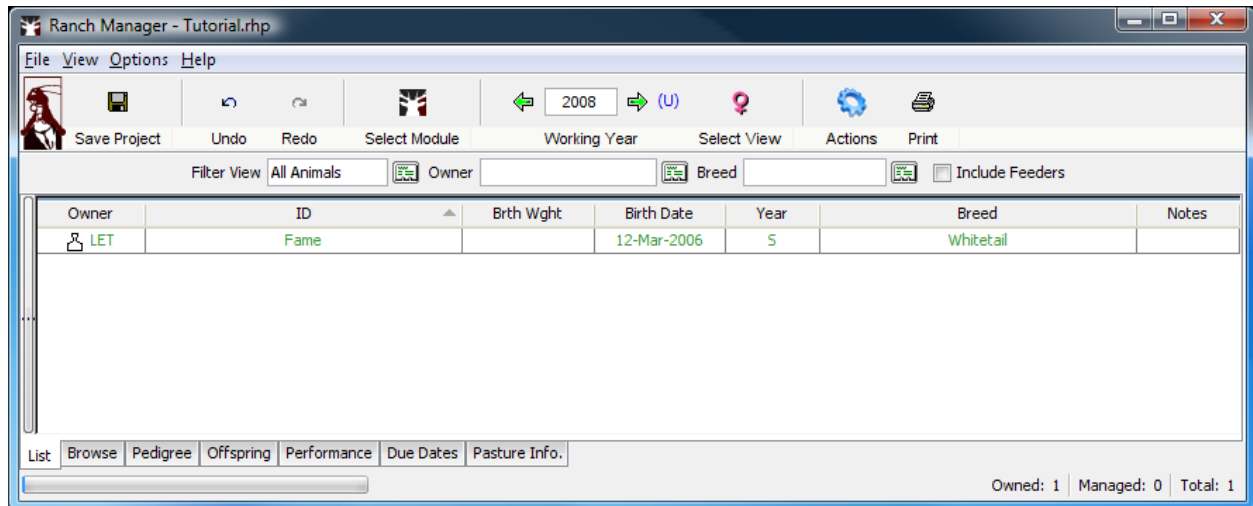 Ranch Manager - Tutorial.rhp
File View Options Help
2008 (U)
Save Project Undo Redo Select Module Working Year Select View Actions Print
Filter View All Animals Owner Breed Include Feeders
Owner ID Brth Wght Birth Date Year Breed Notes
LET Fame 12-Mar-2006 S Whitetail
List Browse Pedigree Offspring Performance Due Dates Pasture Info.
Owned: 1 Managed: 0 Total: 1